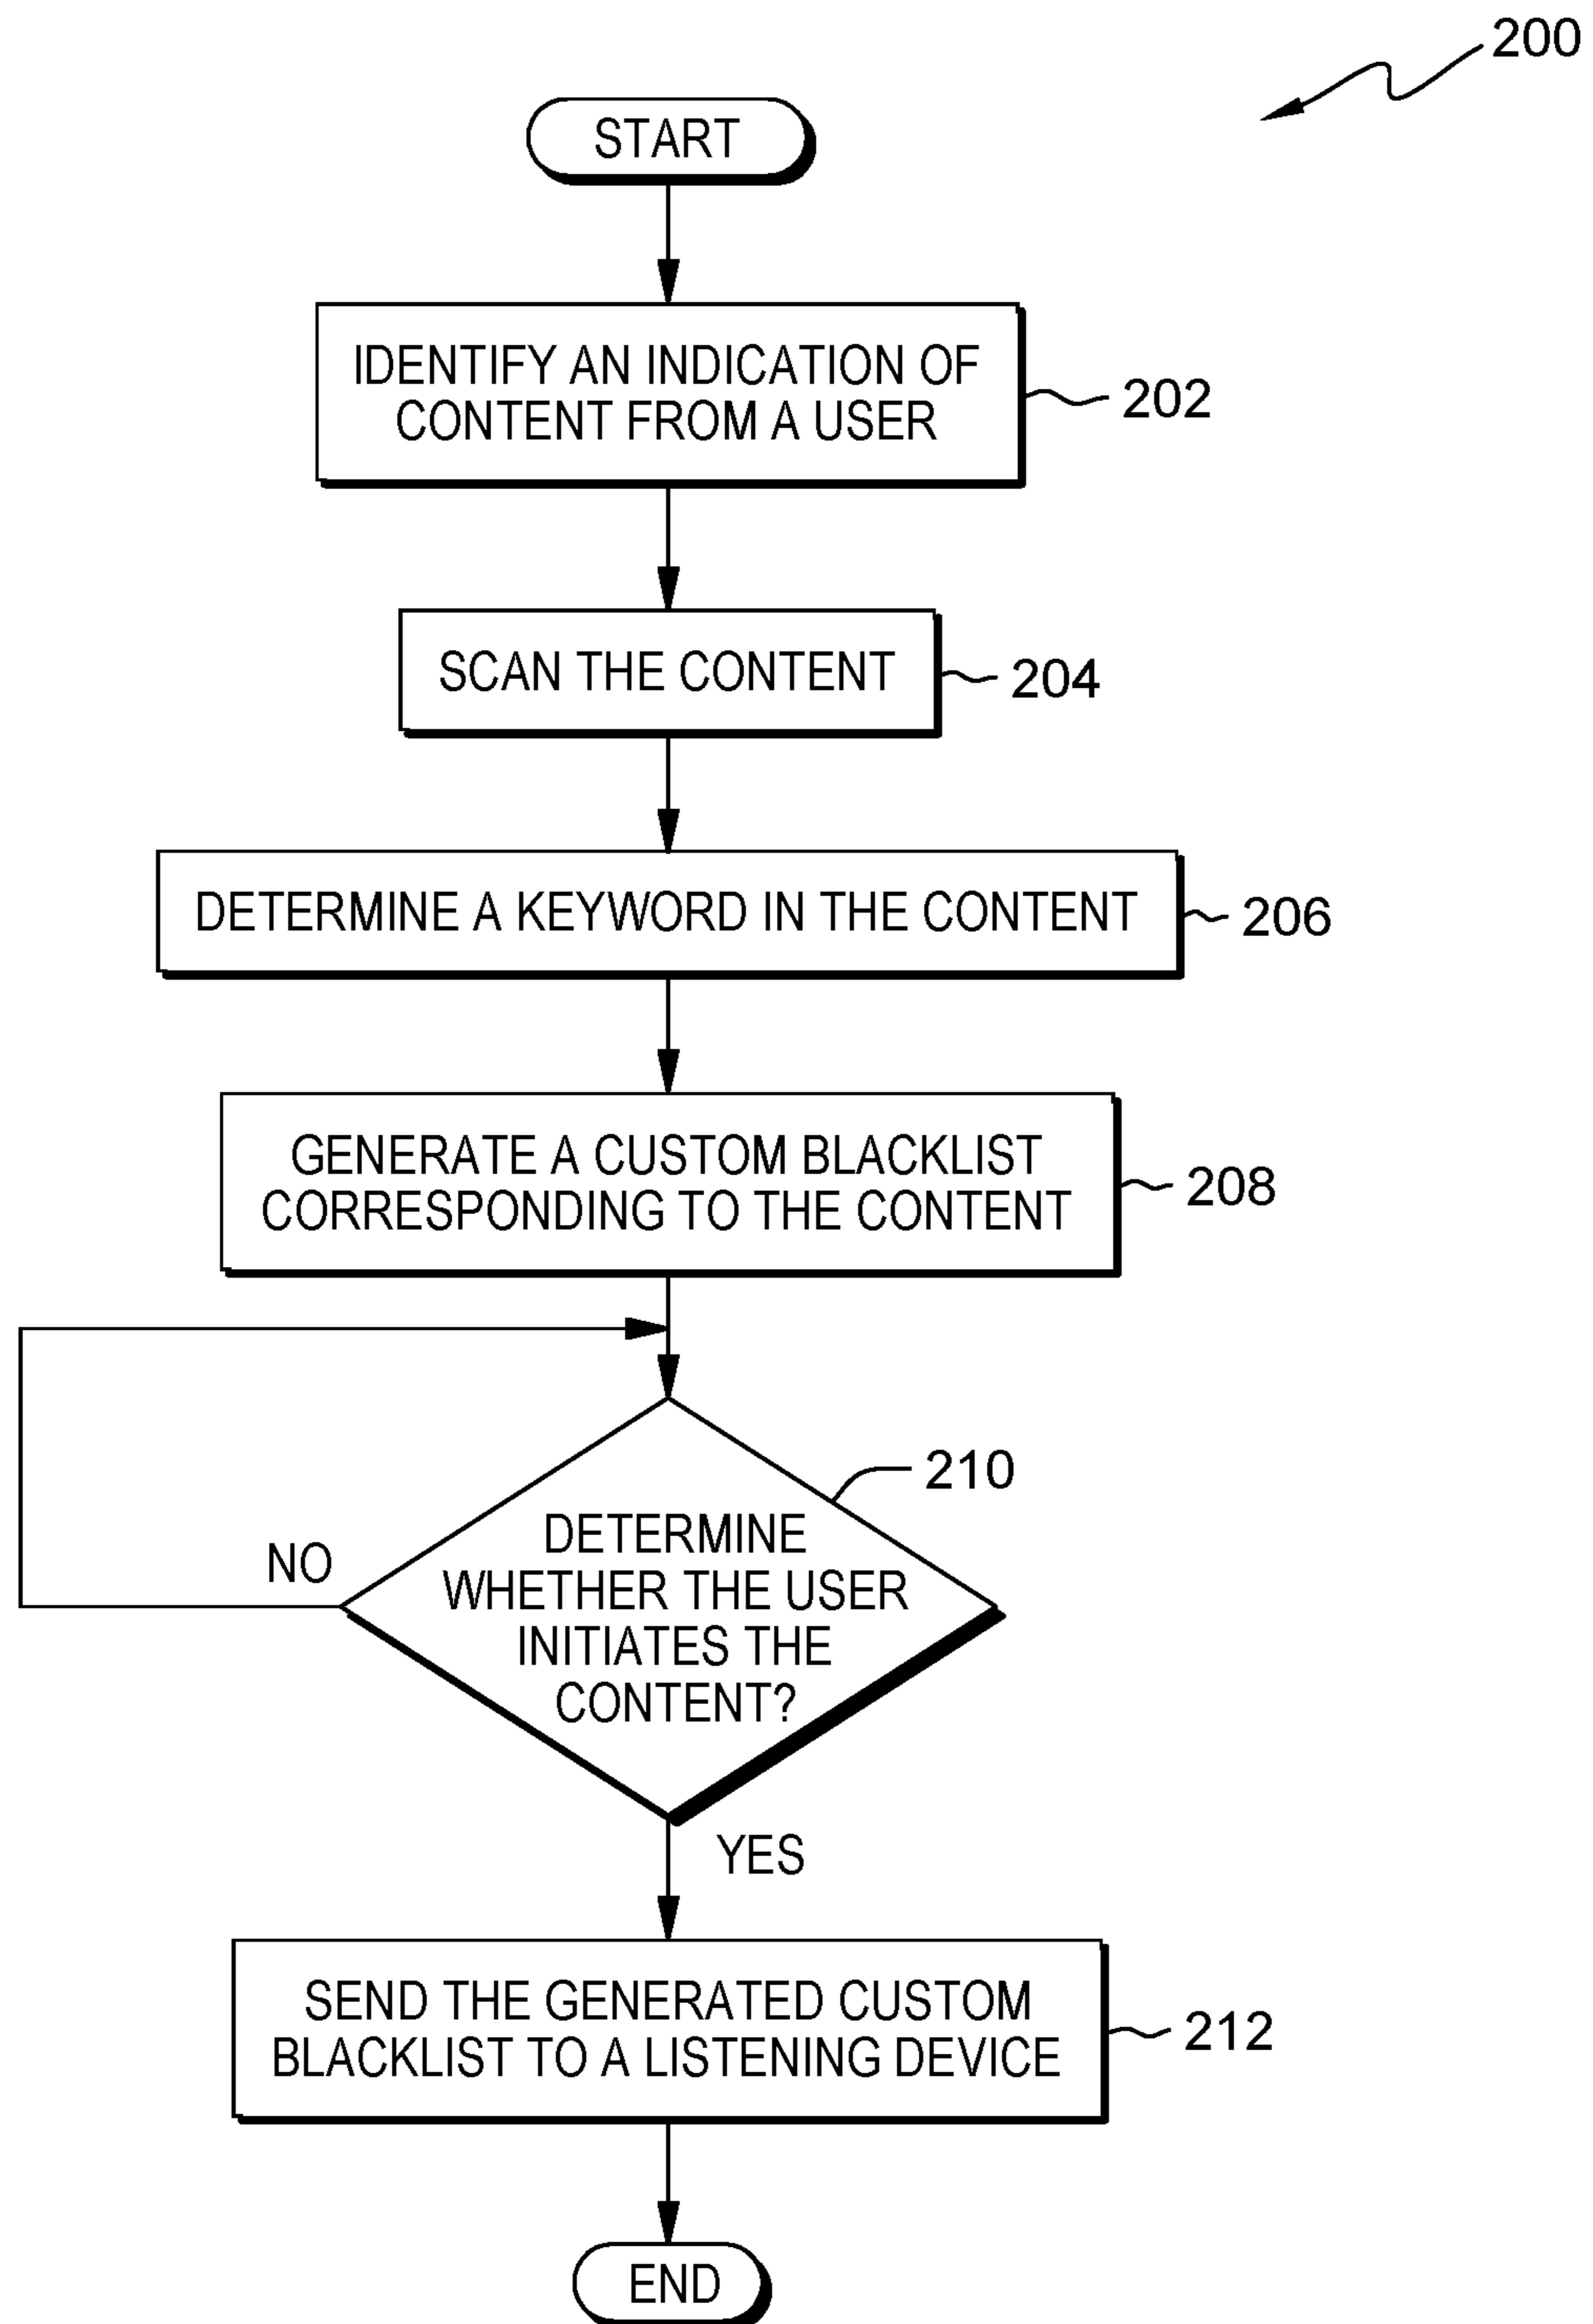 200
START
IDENTIFY AN INDICATION OF
CONTENT FROM A USER
202
SCAN THE CONTENT
204
DETERMINE A KEYWORD IN THE CONTENT
206
GENERATE A CUSTOM BLACKLIST
CORRESPONDING TO THE CONTENT
208
210
DETERMINE
WHETHER THE USER
INITIATES THE
CONTENT?
NO
YES
SEND THE GENERATED CUSTOM
BLACKLIST TO A LISTENING DEVICE
212
END